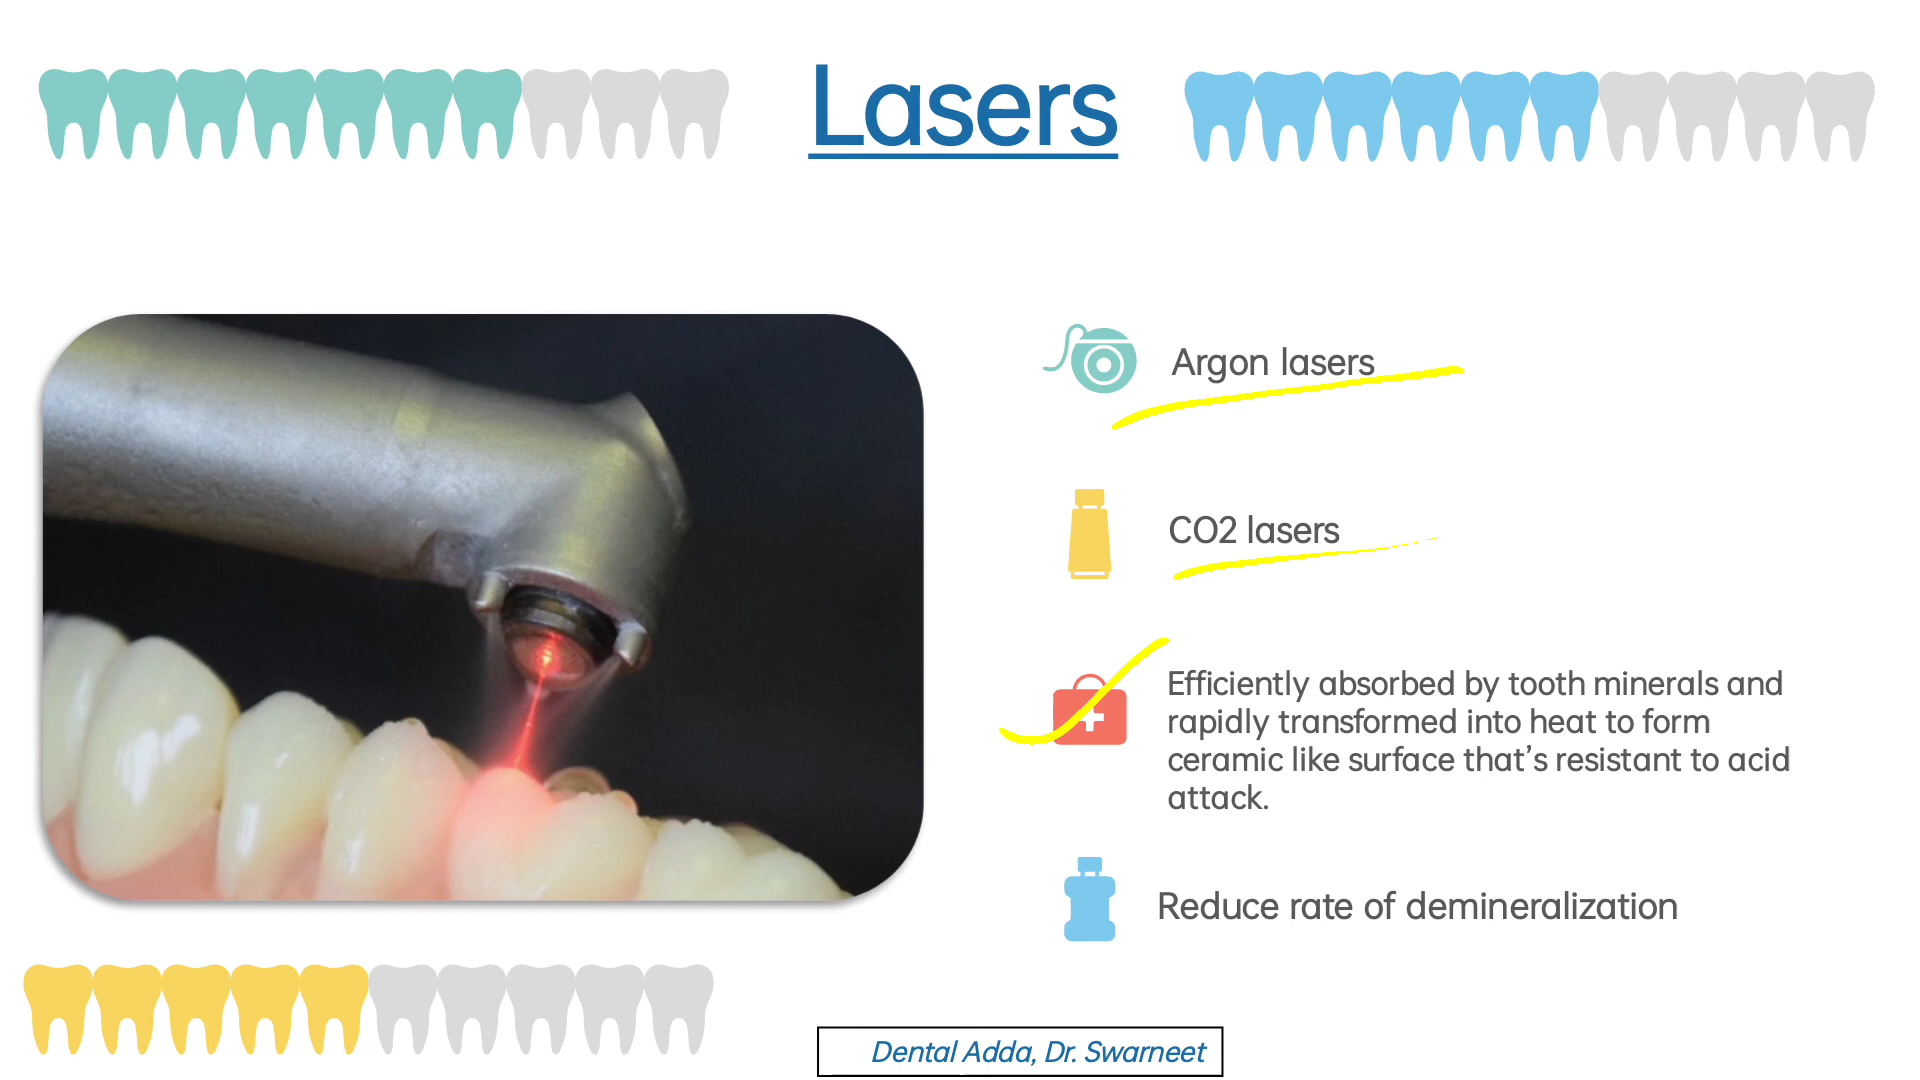 Lasers
Argon lasers
CO2 lasers
Efficiently absorbed by tooth minerals and
rapidly transformed into heat to form
ceramic like surface that's resistant to acid
attack.
Reduce rate of demineralization
Dental Adda, Dr. Swarneet